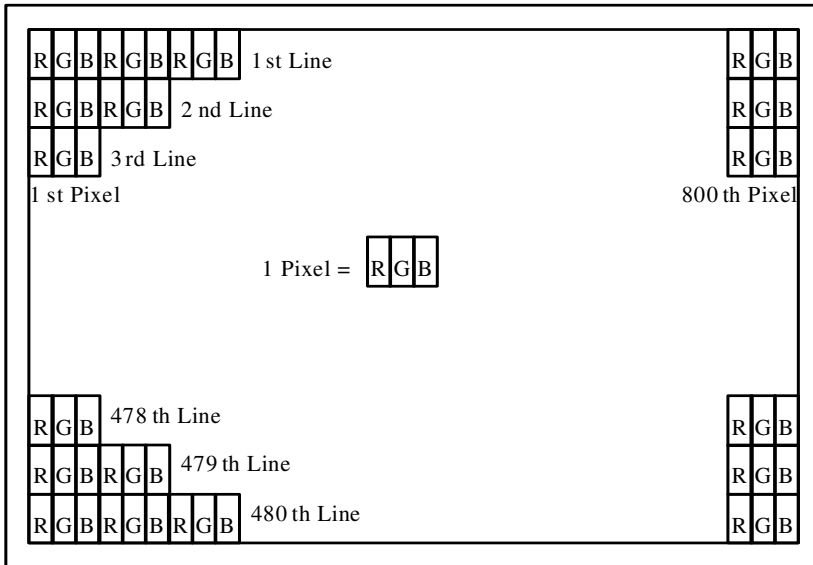 R G B R G B R G B 1 st Line R G B
R G B R G B 2 nd Line R G B
R G B 3 rd Line R G B
1 st Pixel 800 th Pixel
1 Pixel = R G B
R G B 478 th Line R G B
R G B R G B 479 th Line R G B
R G B R G B R G B 480 th Line R G B